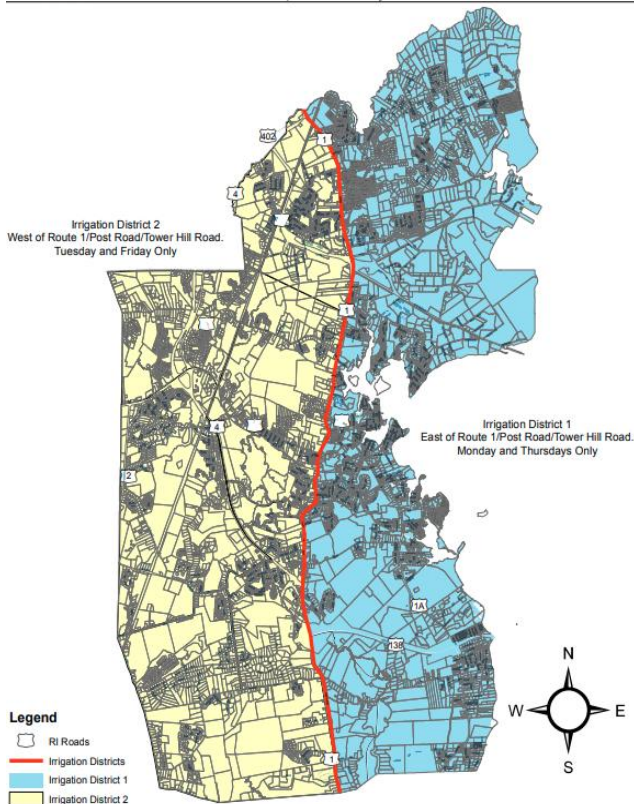 402
1
4
Irrigation District 2
West of Route 1/Post Road/Tower Hill Road.
Tuesday and Friday Only
1
4
Irrigation District 1
East of Route 1/Post Road/Tower Hill Road.
Monday and Thursdays Only
2
1A
138
N
W
E
S
Legend
RI Roads
Irrigation Districts
Irrigation District 1
Irrigation District 2
1